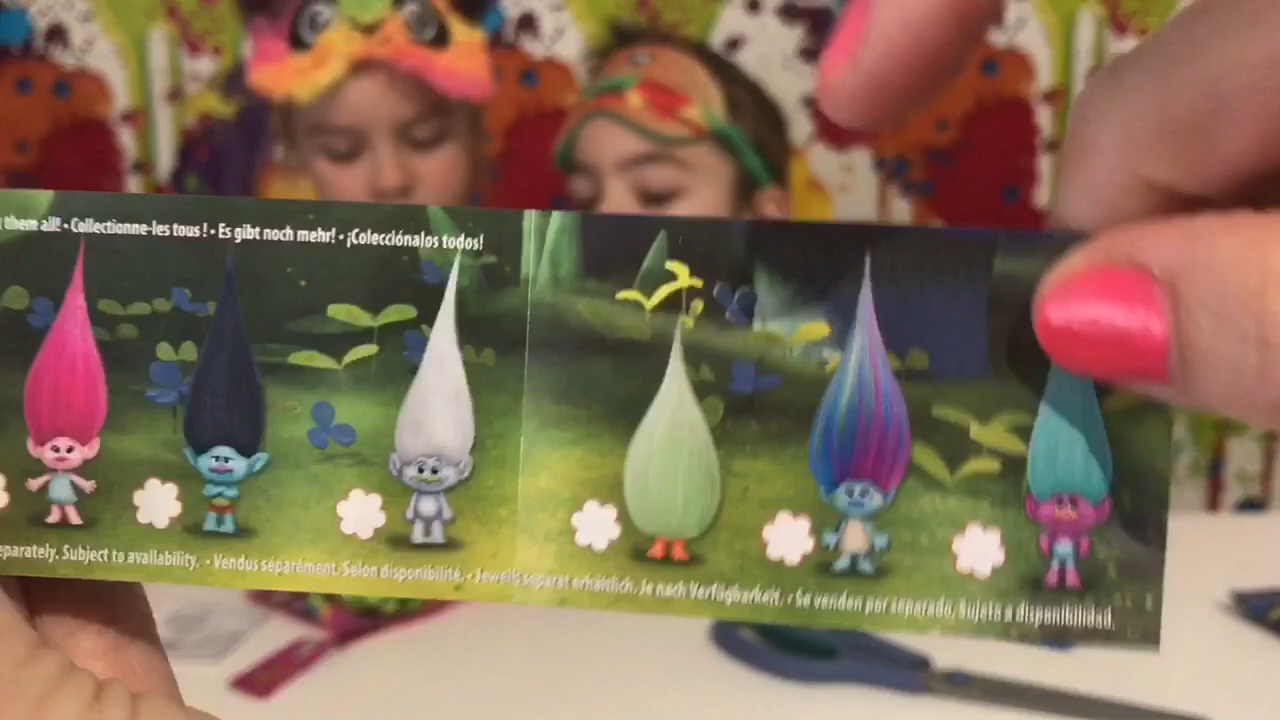 them all! • Collectionne-les tous ! • Es gibt noch mehr! • ¡Colecciónalos todos!
eparately. Subject to availability. • Vendus séparément. Selon disponibilité. • Jeweils separat erhältlich. Je nach Verfügbarkeit. • Se venden por separado. Sujeto a disponibilidad.